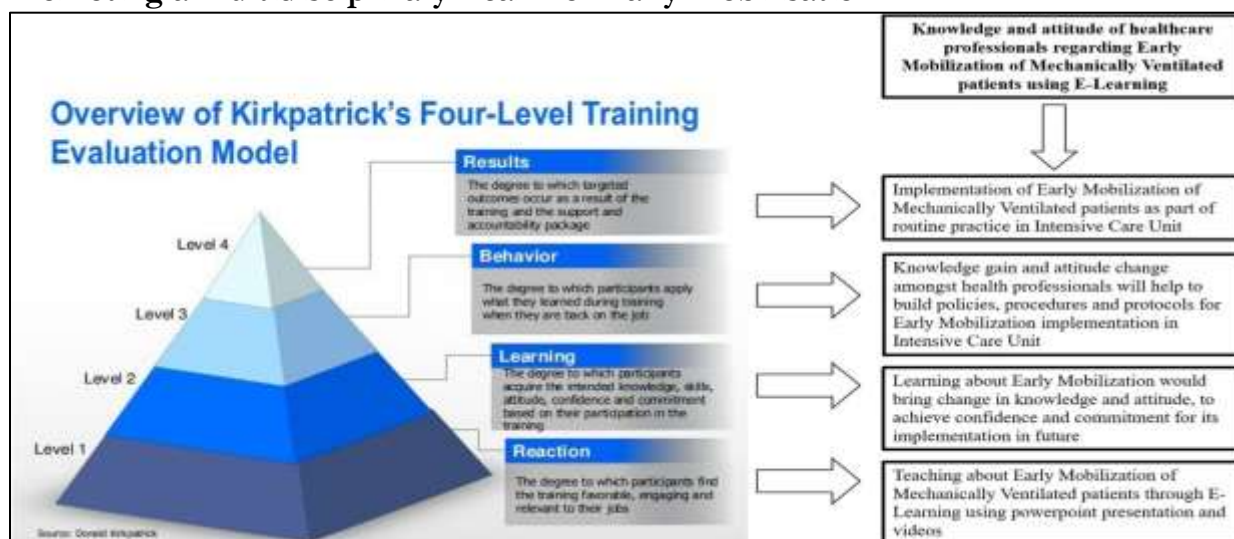 Overview of Kirkpatrick's Four-Level Training
Evaluation Model
Level 4
Level 3
Level 2
Level 1
Results
The degree to which targeted
outcomes occur as a result of the
training and the support and
accountability package
Behavior
The degree to which participants apply
what they learned during training
when they are back on the job
Learning
The degree to which participants
acquire the intended knowledge, skills,
attitude, confidence and commitment
based on their participation in the
training
Reaction
The degree to which participants find
the training favorable, engaging and
relevant to their jobs
Source: Donald Kirkpatrick
Knowledge and attitude of healthcare
professionals regarding Early
Mobilization of Mechanically Ventilated
patients using E-Learning
Implementation of Early Mobilization of
Mechanically Ventilated patients as part of
routine practice in Intensive Care Unit
Knowledge gain and attitude change
amongst health professionals will help to
build policies, procedures and protocols for
Early Mobilization implementation in
Intensive Care Unit
Learning about Early Mobilization would
bring change in knowledge and attitude, to
achieve confidence and commitment for its
implementation in future
Teaching about Early Mobilization of
Mechanically Ventilated patients through E-
Learning using powerpoint presentation and
videos